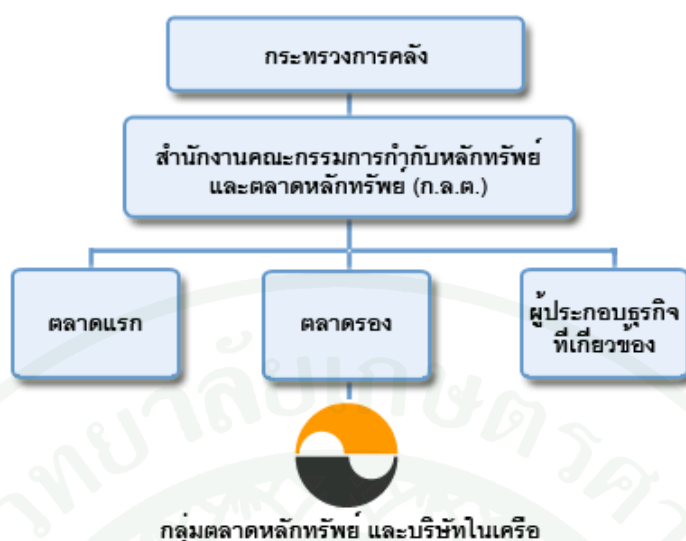 กระทรวงการคลัง
สำนักงานคณะกรรมการกำกับหลักทรัพย์
และตลาดหลักทรัพย์ (ก.ล.ต.)
ตลาดแรก
ตลาดรอง
ผู้ประกอบธุรกิจ
ที่เกี่ยวข้อง
กลุ่มตลาดหลักทรัพย์ และบริษัทในเครือ